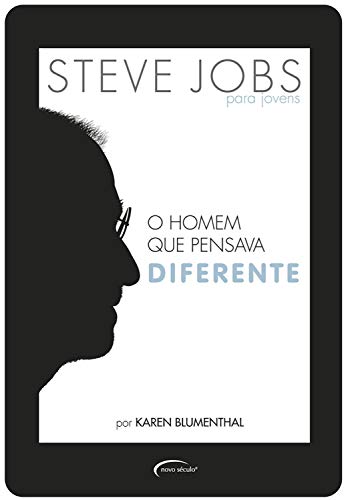 STEVE JOBS
para jovens
O HOMEM
QUE PENSAVA
DIFERENTE
por KAREN BLUMENTHAL
novo século®